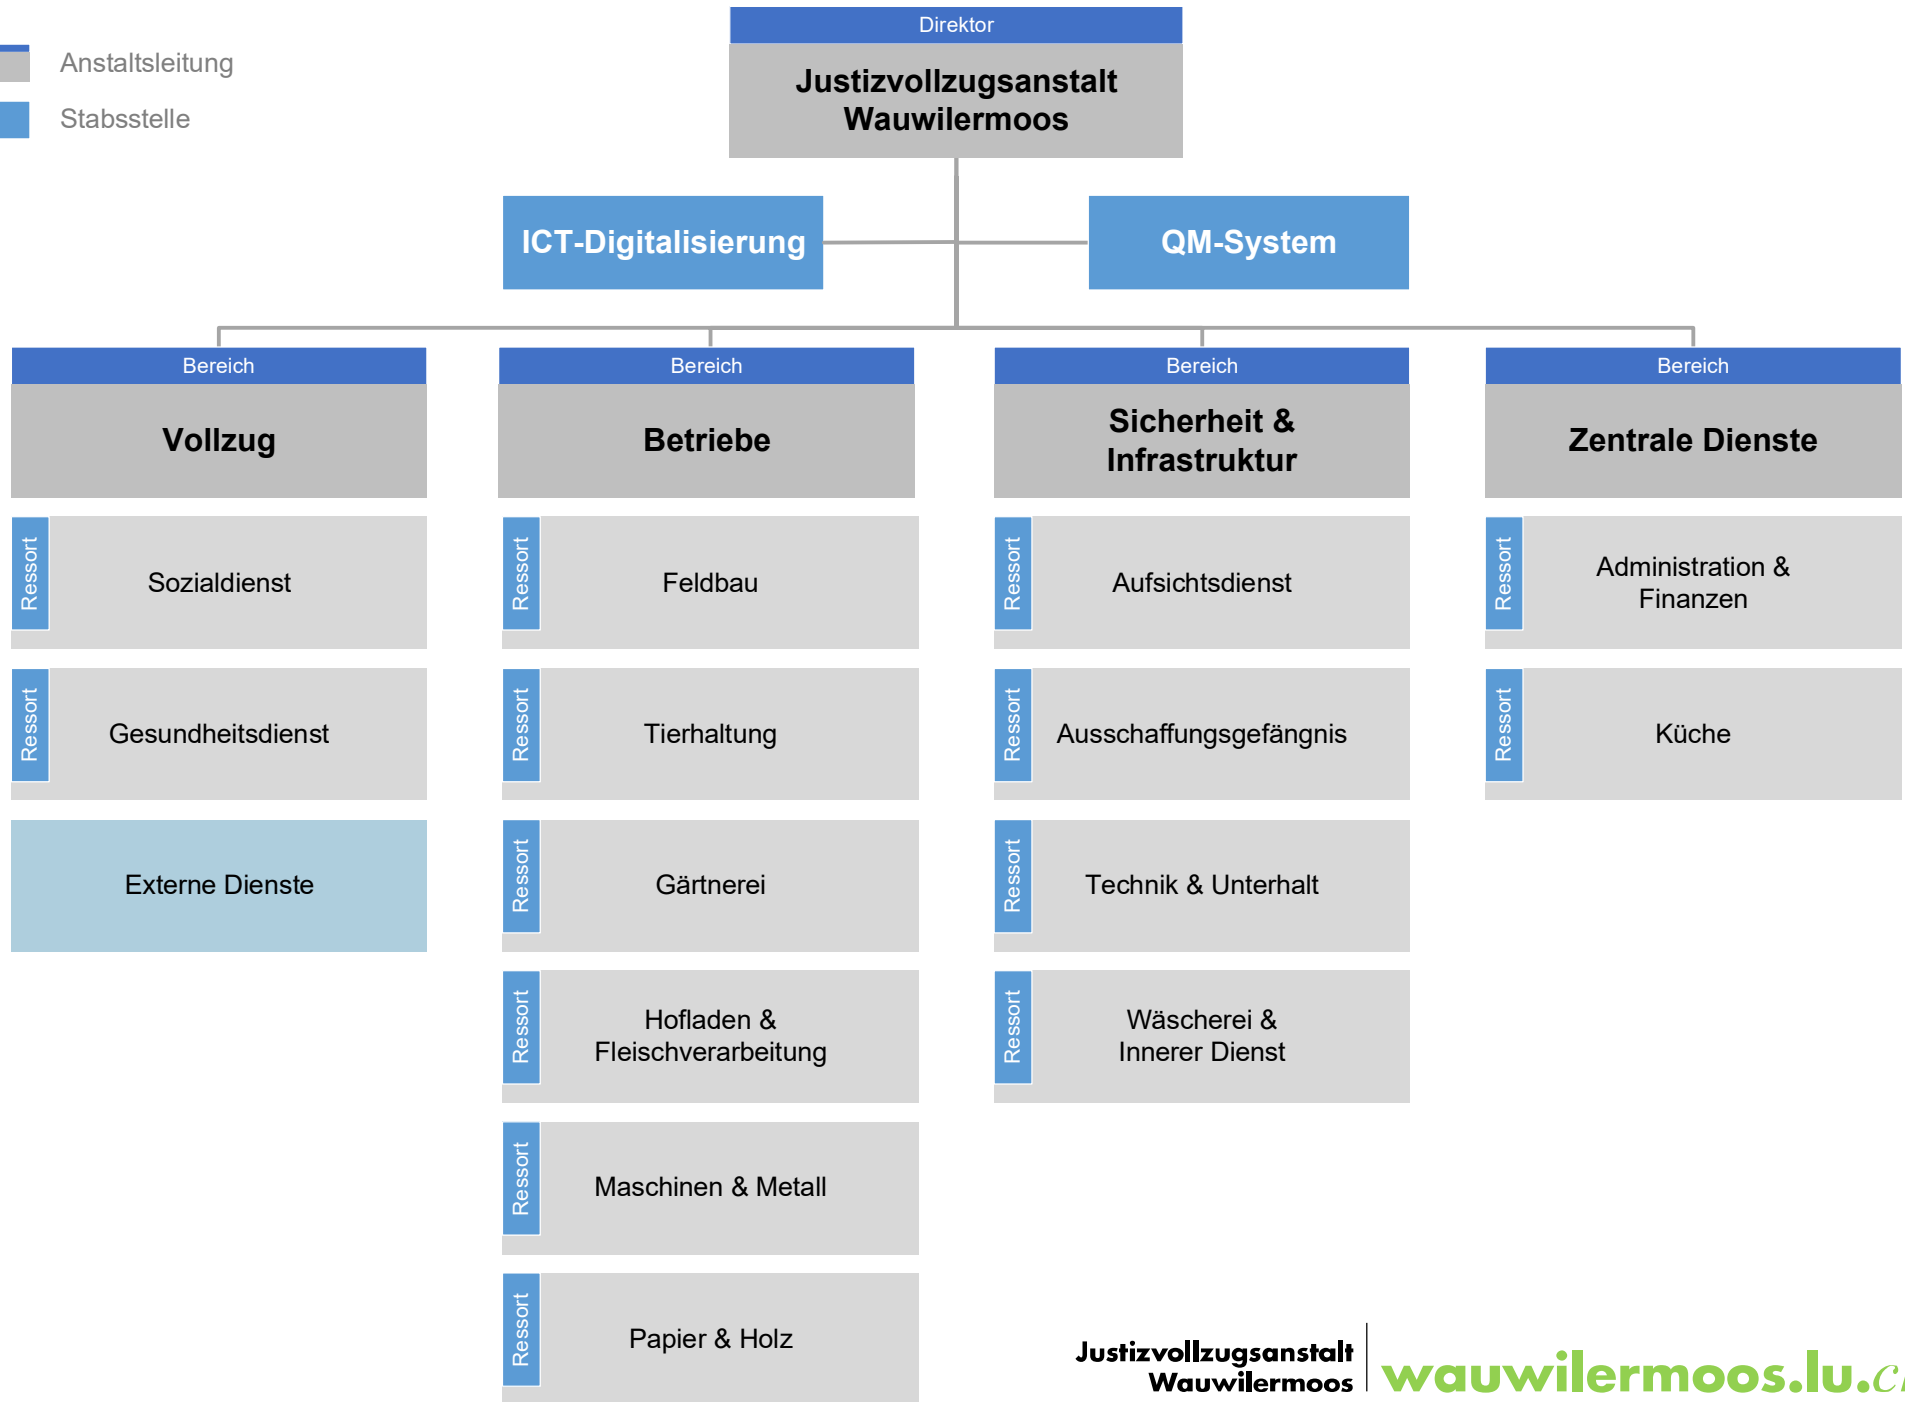 Anstaltsleitung
Stabsstelle
Direktor
Justizvollzugsanstalt
Wauwilermoos
ICT-Digitalisierung
QM-System
Bereich
Vollzug
Ressort
Sozialdienst
Ressort
Gesundheitsdienst
Externe Dienste
Bereich
Betriebe
Ressort
Feldbau
Ressort
Tierhaltung
Ressort
Gärtnerei
Ressort
Hofladen &
Fleischverarbeitung
Ressort
Maschinen & Metall
Ressort
Papier & Holz
Bereich
Sicherheit &
Infrastruktur
Ressort
Aufsichtsdienst
Ressort
Ausschaffungsgefängnis
Ressort
Technik & Unterhalt
Ressort
Wäscherei &
Innerer Dienst
Bereich
Zentrale Dienste
Ressort
Administration &
Finanzen
Ressort
Küche
Justizvollzugsanstalt
Wauwilermoos
wauwilermoos.lu.c